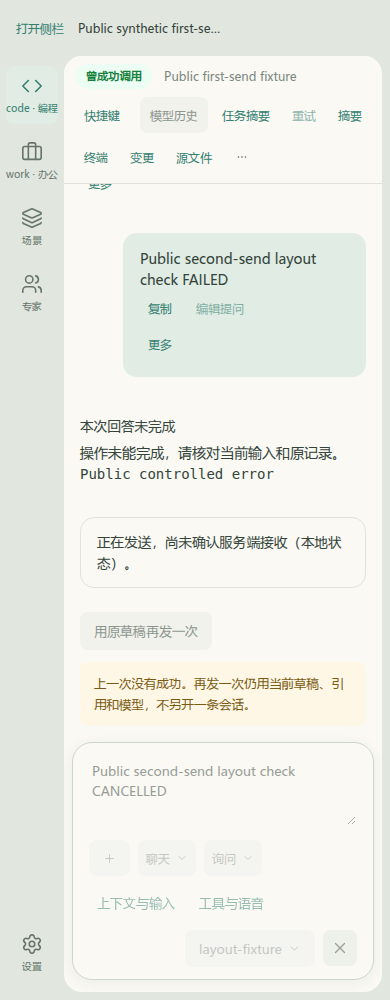 打开侧栏
Public synthetic first-se...
曾成功调用
Public first-send fixture
code · 编程
快捷键
模型历史
任务摘要
重试
摘要
work · 办公
终端
变更
源文件
···
更多
场景
专家
Public second-send layout
check FAILED
复制
编辑提问
更多
本次回答未完成
操作未能完成，请核对当前输入和原记录。
Public controlled error
正在发送，尚未确认服务端接收（本地状
态）。
用原草稿再发一次
上一次没有成功。再发一次仍用当前草稿、引
用和模型，不另开一条会话。
Public second-send layout check
CANCELLED
聊天
询问
上下文与输入
工具与语音
layout-fixture
设置